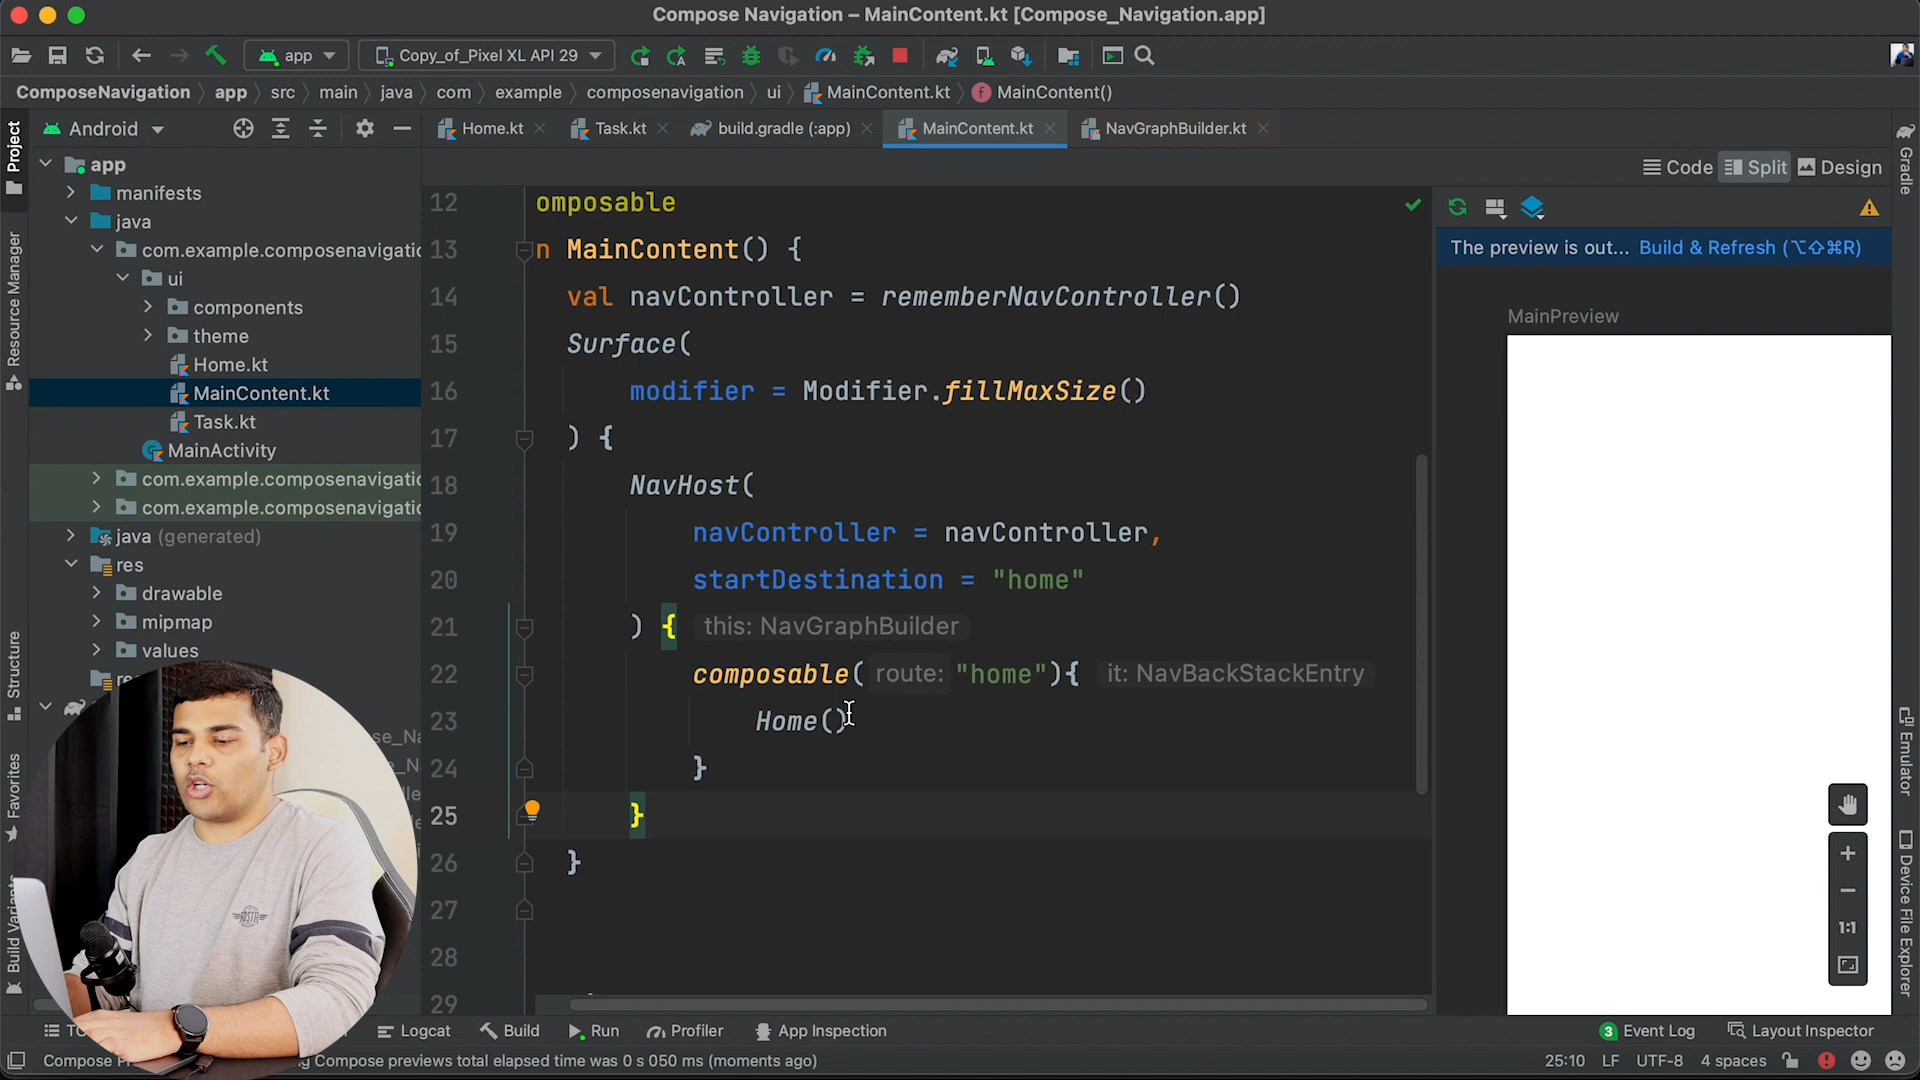 Compose Navigation – MainContent.kt [Compose_Navigation.app]
app
Copy_of_Pixel XL API 29
ComposeNavigation
app
src
main
java
com
example
composenavigation
ui
MainContent.kt
MainContent()
Android
Home.kt
Task.kt
build.gradle (:app)
MainContent.kt
NavGraphBuilder.kt
Code
Split
Design
Project
Resource Manager
Structure
Favorites
Build Variants
Gradle
Emulator
Device File Explorer
app
manifests
java
com.example.composenavigatio
ui
components
theme
Home.kt
MainContent.kt
Task.kt
MainActivity
com.example.composenavigatio
com.example.composenavigatio
java (generated)
res
drawable
mipmap
values
12 omposable
13 n MainContent() {
14 val navController = rememberNavController()
15 Surface(
16 modifier = Modifier.fillMaxSize()
17 ) {
18 NavHost(
19 navController = navController,
20 startDestination = "home"
21 ) { this: NavGraphBuilder
22 composable( route: "home"){ it: NavBackStackEntry
23 Home()
24 }
25 }
26 }
27
28
29
The preview is out... Build & Refresh (⌥⇧⌘R)
MainPreview
1:1
Logcat
Build
Run
Profiler
App Inspection
3 Event Log
Layout Inspector
Compose Pr
g Compose previews total elapsed time was 0 s 050 ms (moments ago)
25:10
LF
UTF-8
4 spaces